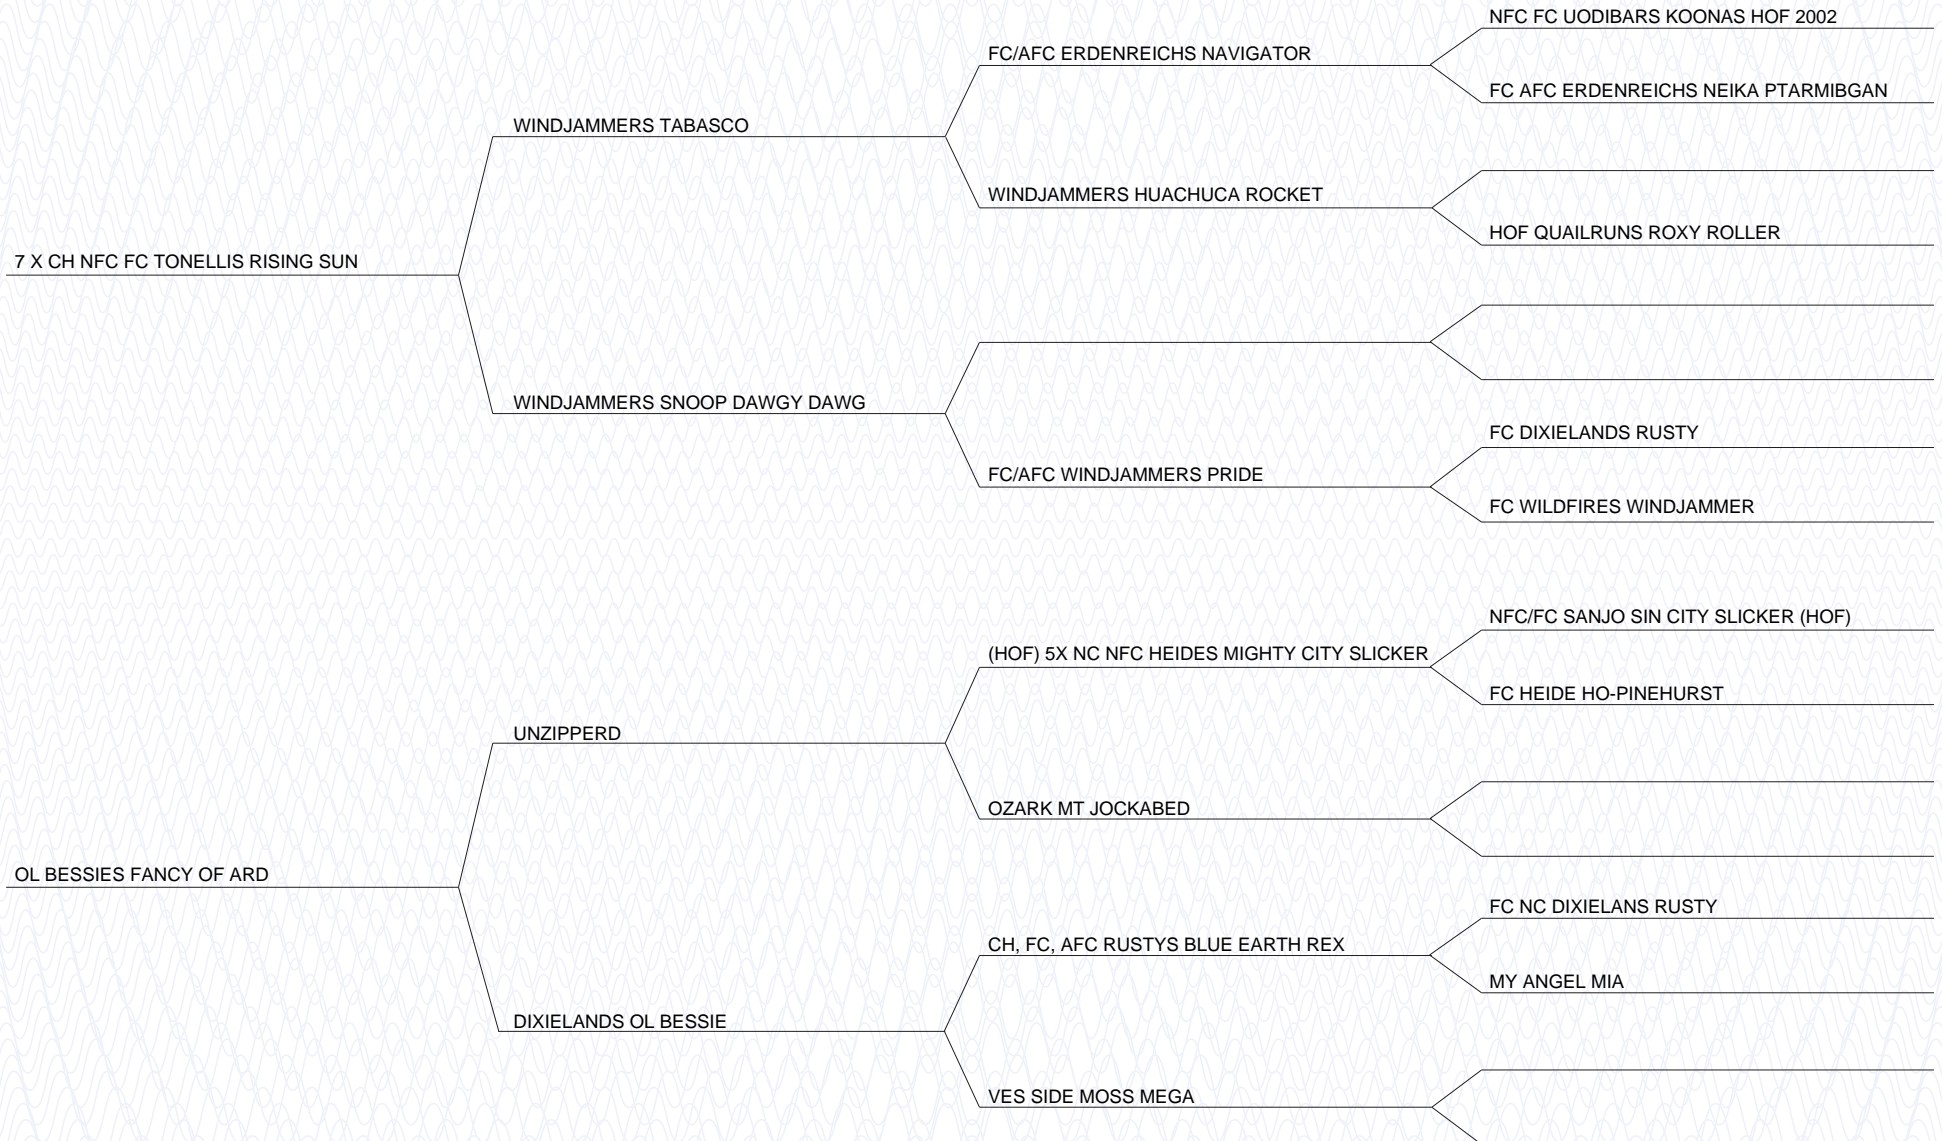 NFC FC UODIBARS KOONAS HOF 2002
FC/AFC ERDENREICHS NAVIGATOR
FC AFC ERDENREICHS NEIKA PTARMIBGAN
WINDJAMMERS TABASCO
WINDJAMMERS HUACHUCA ROCKET
HOF QUAILRUNS ROXY ROLLER
7 X CH NFC FC TONELLIS RISING SUN
WINDJAMMERS SNOOP DAWGY DAWG
FC DIXIELANDS RUSTY
FC/AFC WINDJAMMERS PRIDE
FC WILDFIRES WINDJAMMER
NFC/FC SANJO SIN CITY SLICKER (HOF)
(HOF) 5X NC NFC HEIDES MIGHTY CITY SLICKER
FC HEIDE HO-PINEHURST
UNZIPPERD
OZARK MT JOCKABED
OL BESSIES FANCY OF ARD
FC NC DIXIELANS RUSTY
CH, FC, AFC RUSTYS BLUE EARTH REX
MY ANGEL MIA
DIXIELANDS OL BESSIE
VES SIDE MOSS MEGA